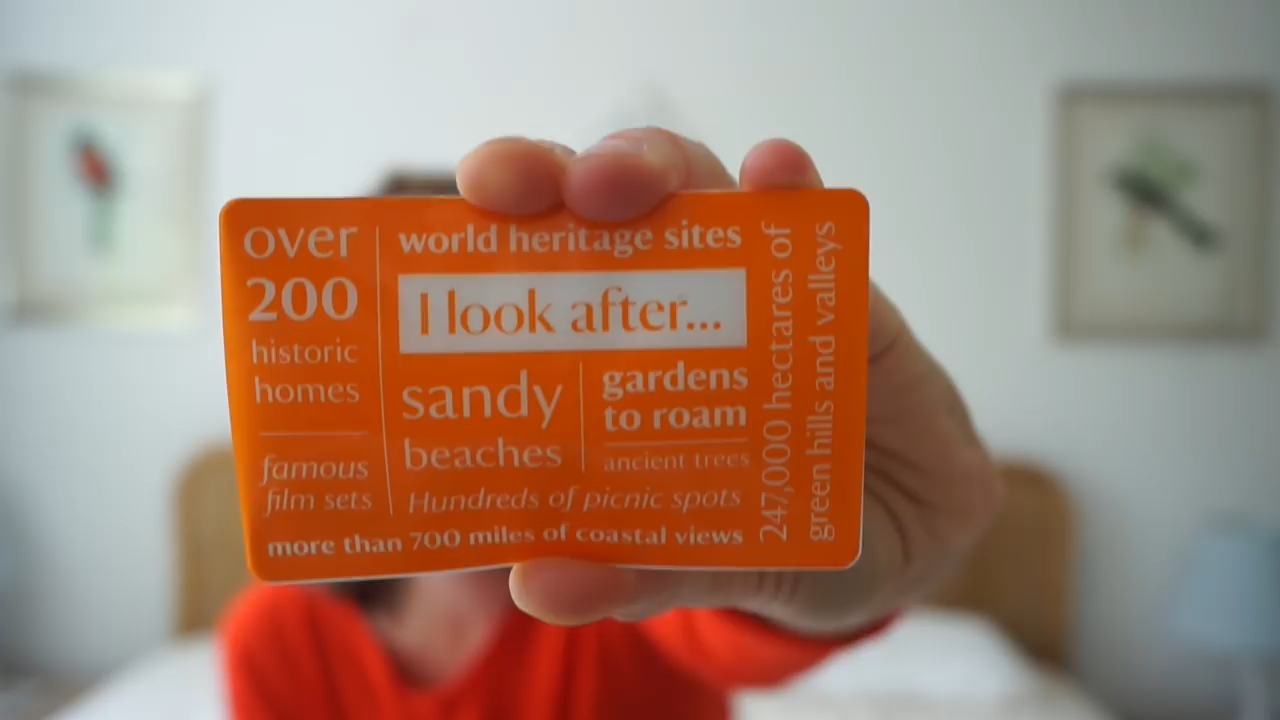 over
200
historic
homes
famous
film sets
world heritage sites
I look after...
sandy
beaches
gardens
to roam
ancient trees
Hundreds of picnic spots
more than 700 miles of coastal views
247,000 hectares of
green hills and valleys